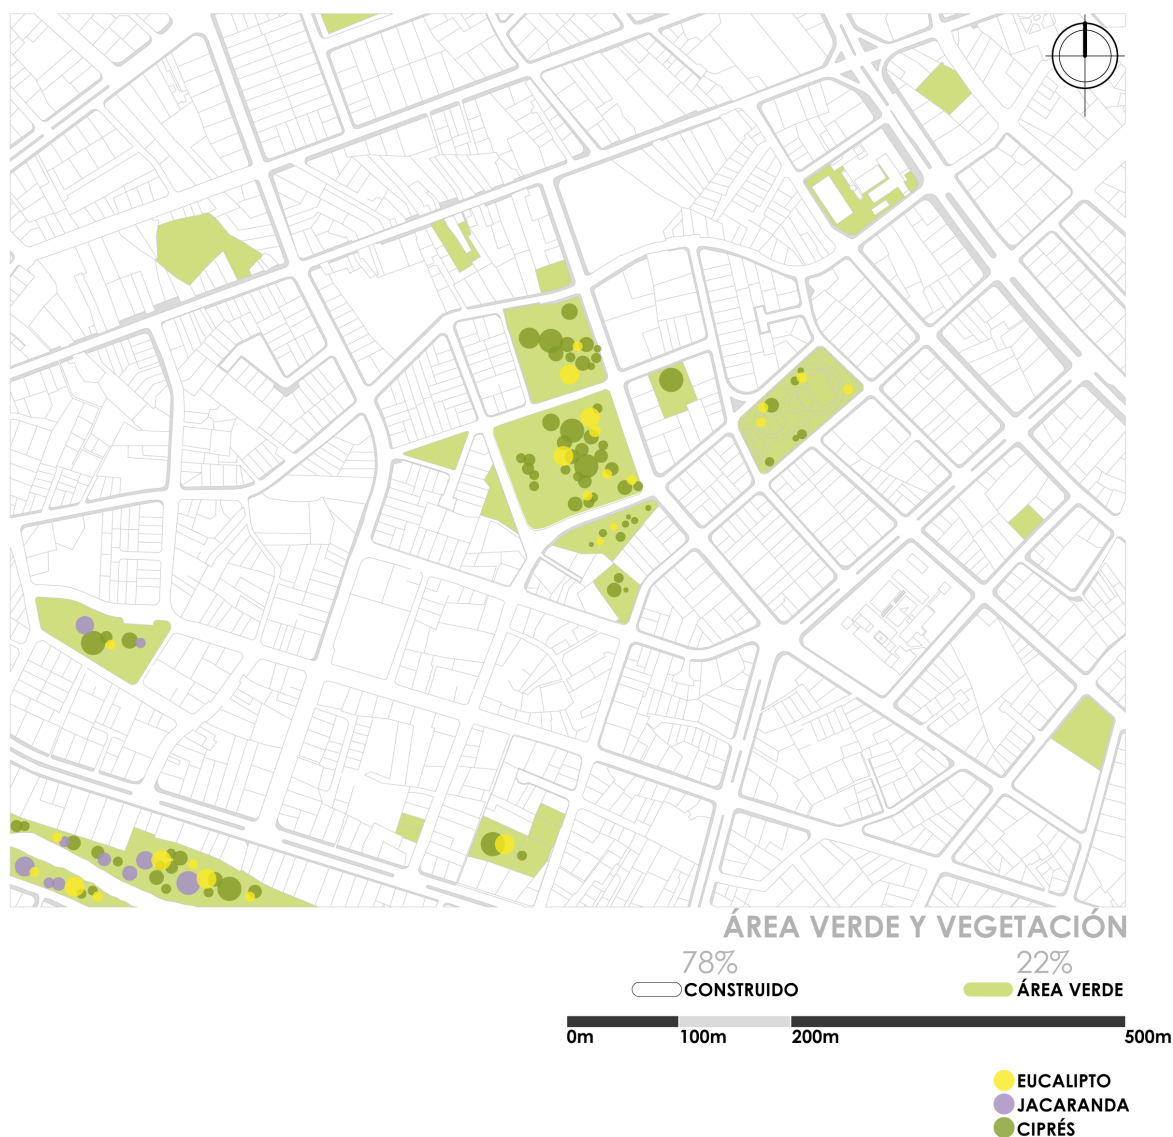 ÁREA VERDE Y VEGETACIÓN
78% 22%
CONSTRUIDO ÁREA VERDE
0m 100m 200m 500m
EUCALIPTO
JACARANDA
CIPRÉS